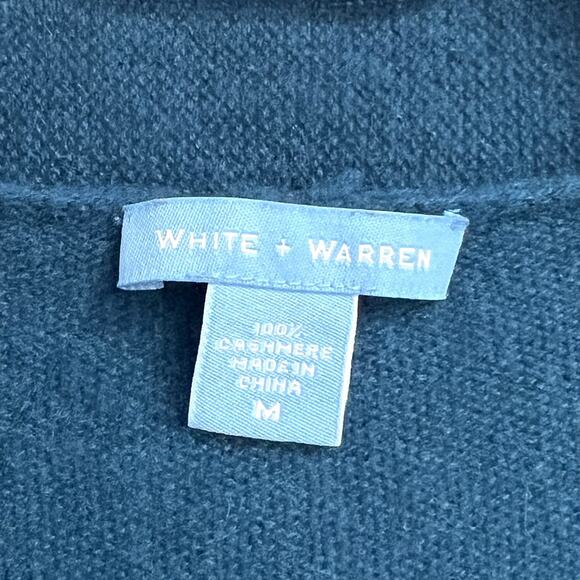 WHITE + WARREN
100%
CASHMERE
MADE IN
CHINA
M